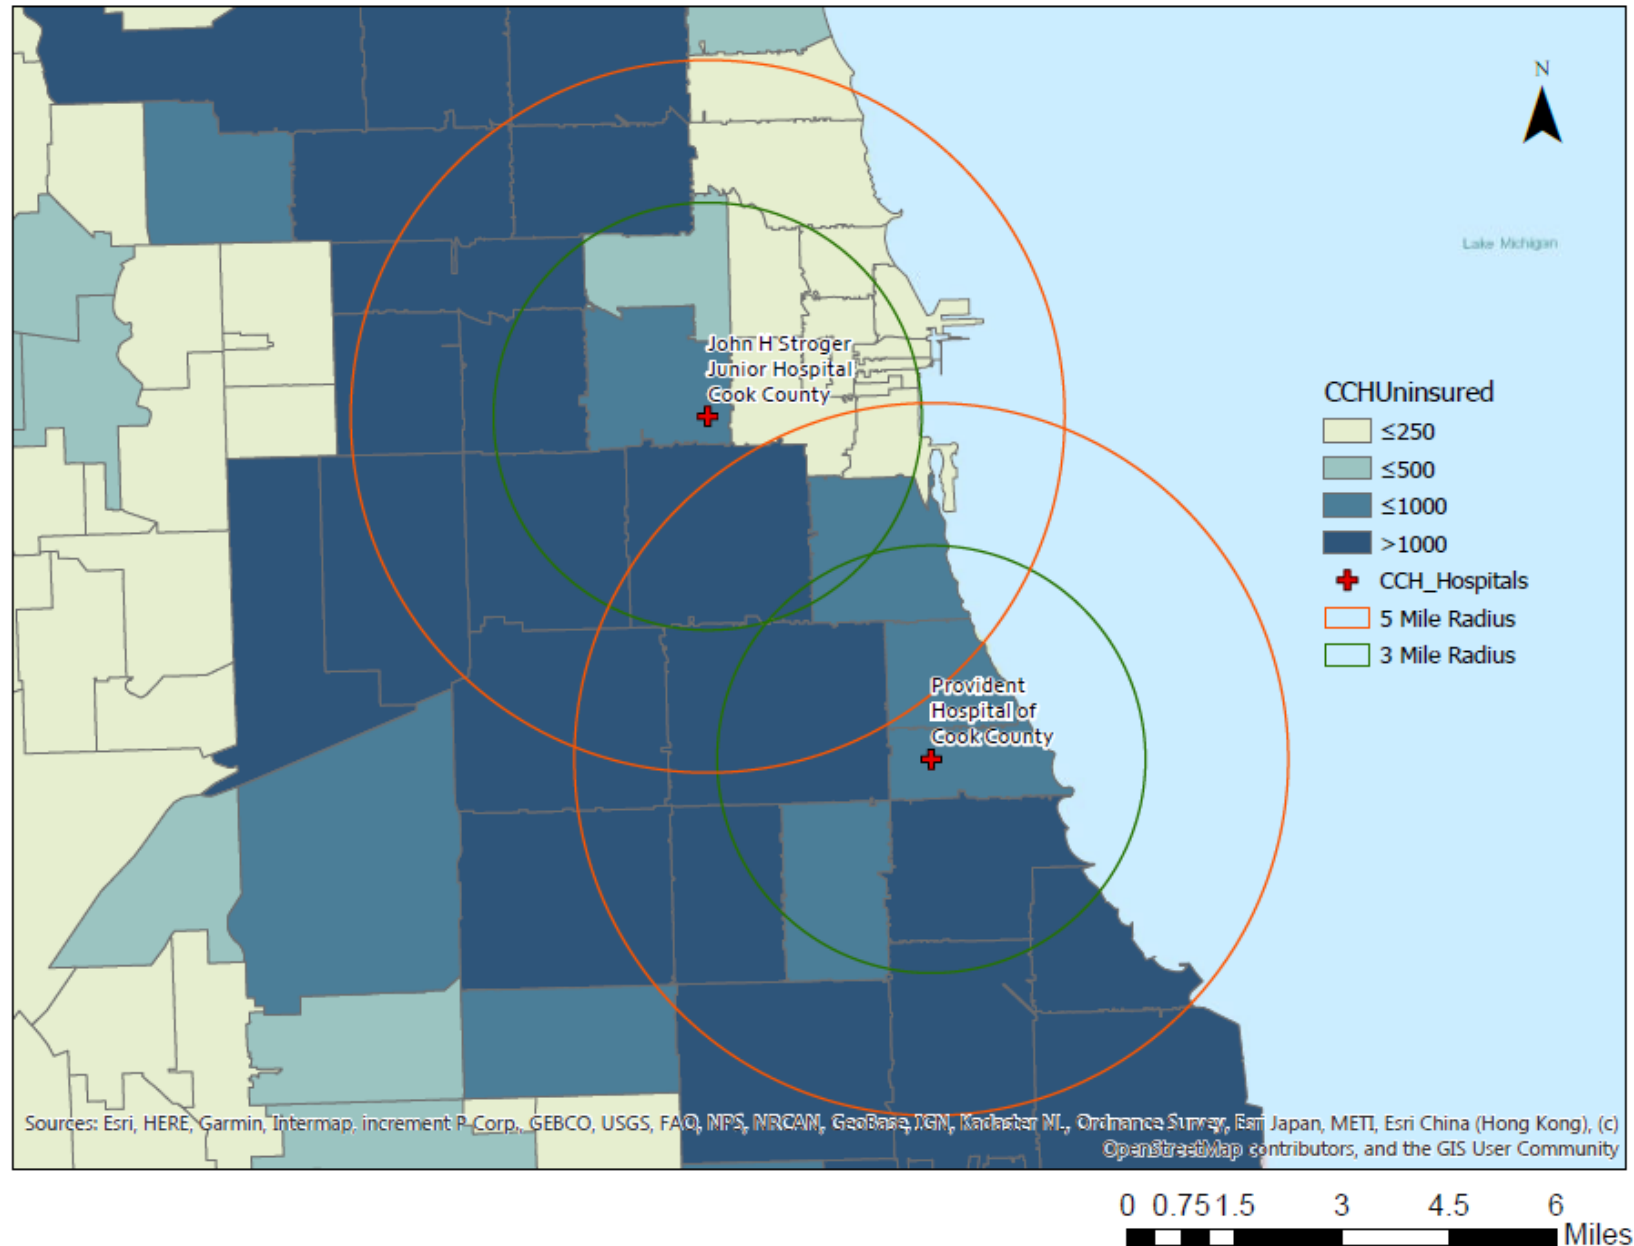 N
Lake Michigan
John H Stroger
Junior Hospital
Cook County
CCHUninsured
≤250
≤500
≤1000
>1000
CCH_Hospitals
5 Mile Radius
3 Mile Radius
Provident
Hospital of
Cook County
Sources: Esri, HERE, Garmin, Intermap, increment P Corp., GEBCO, USGS, FAO, NPS, NRCAN, GeoBase, IGN, Kadaster NL, Ordnance Survey, Esri Japan, METI, Esri China (Hong Kong), (c)
OpenStreetMap contributors, and the GIS User Community
0 0.75 1.5 3 4.5 6
Miles